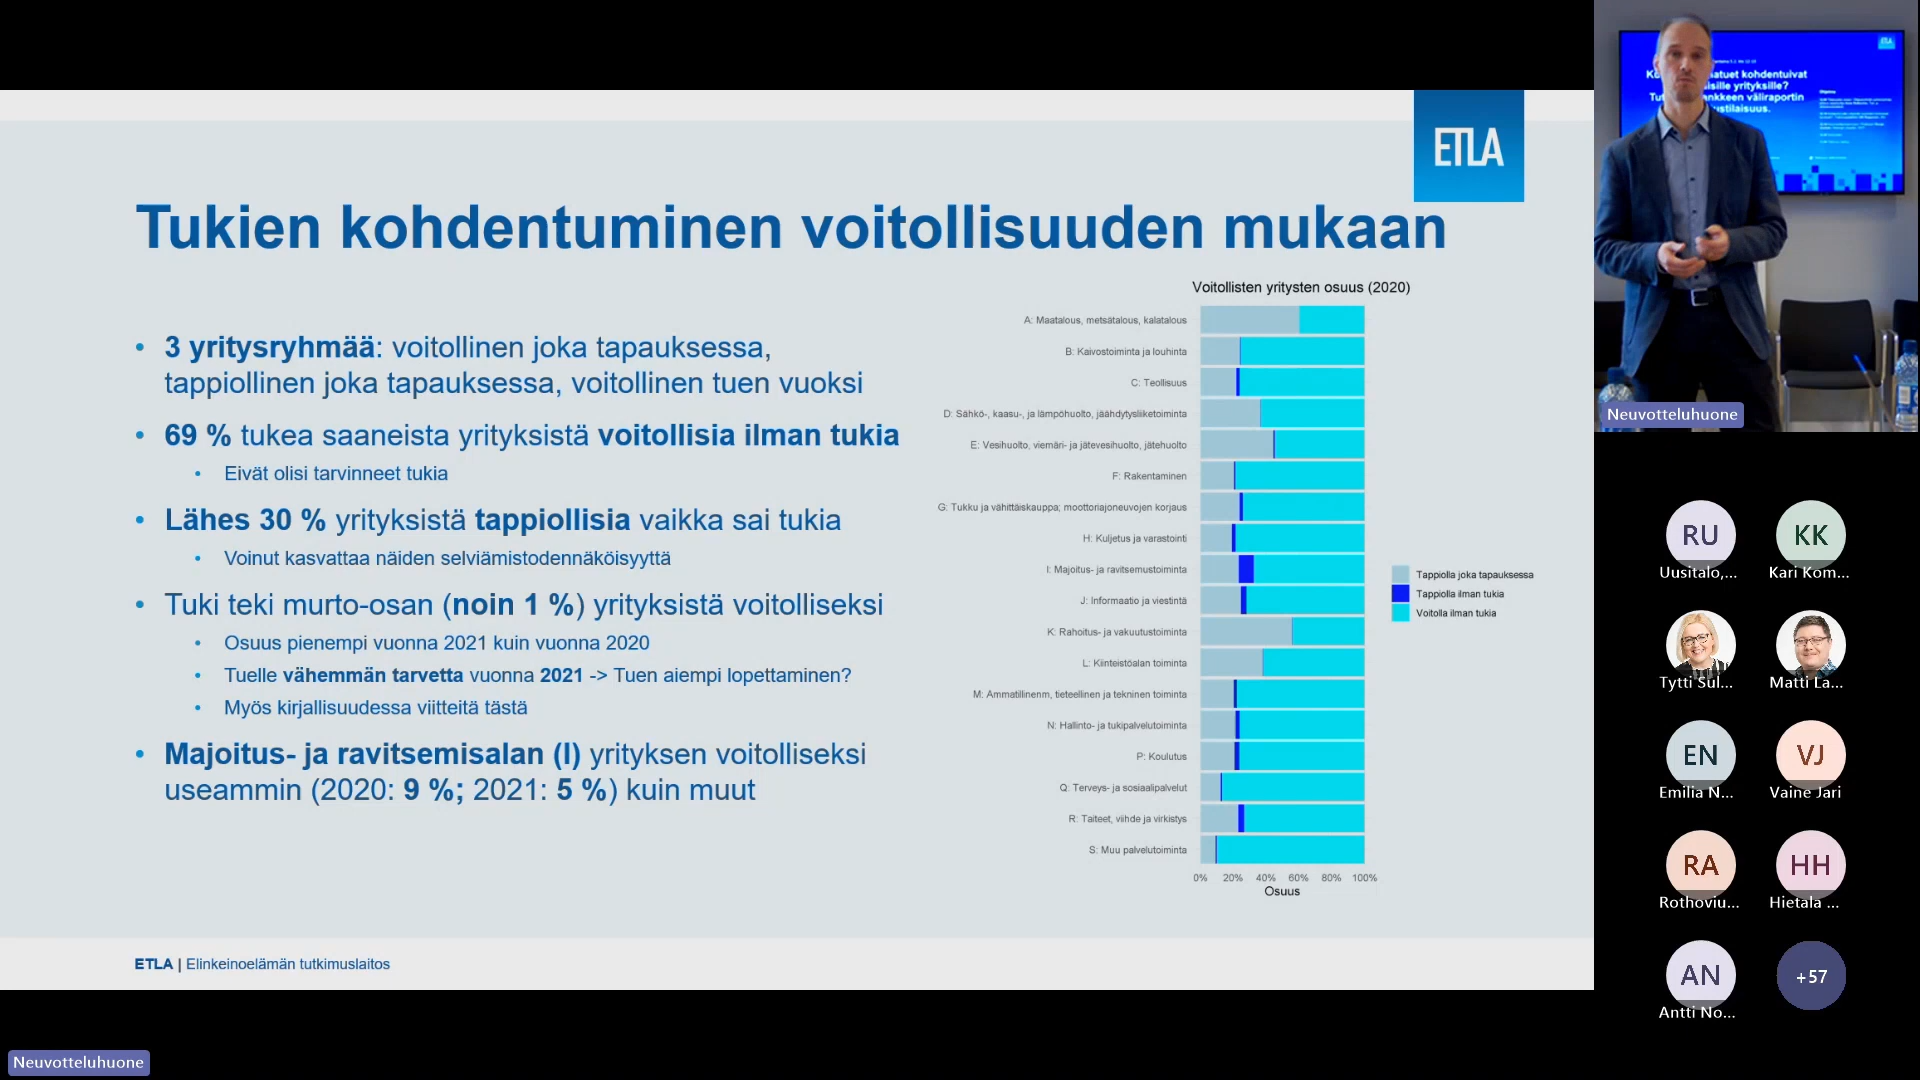 ETLA
Tukien kohdentuminen voitollisuuden mukaan
• 3 yritysryhmää: voitollinen joka tapauksessa,
tappiollinen joka tapauksessa, voitollinen tuen vuoksi
• 69 % tukea saaneista yrityksistä voitollisia ilman tukia
• Eivät olisi tarvinneet tukia
• Lähes 30 % yrityksistä tappiollisia vaikka sai tukia
• Voinut kasvattaa näiden selviämistodennäköisyyttä
• Tuki teki murto-osan (noin 1 %) yrityksistä voitolliseksi
• Osuus pienempi vuonna 2021 kuin vuonna 2020
• Tuelle vähemmän tarvetta vuonna 2021 -> Tuen aiempi lopettaminen?
• Myös kirjallisuudessa viitteitä tästä
• Majoitus- ja ravitsemisalan (I) yrityksen voitolliseksi
useammin (2020: 9 %; 2021: 5 %) kuin muut
Voitollisten yritysten osuus (2020)
A: Maatalous, metsätalous, kalatalous
B: Kaivostoiminta ja louhinta
C: Teollisuus
D: Sähkö-, kaasu-, ja lämpöhuolto, jäähdytysliiketoiminta
E: Vesihuolto, viemäri- ja jätevesihuolto, jätehuolto
F: Rakentaminen
G: Tukku ja vähittäiskauppa; moottoriajoneuvojen korjaus
H: Kuljetus ja varastointi
I: Majoitus- ja ravitsemustoiminta
J: Informaatio ja viestintä
K: Rahoitus- ja vakuutustoiminta
L: Kiinteistöalan toiminta
M: Ammatillinenm, tieteellinen ja tekninen toiminta
N: Hallinto- ja tukipalvelutoiminta
P: Koulutus
Q: Terveys- ja sosiaalipalvelut
R: Taiteet, viihde ja virkistys
S: Muu palvelutoiminta
0% 20% 40% 60% 80% 100%
Osuus
Tappiolla joka tapauksessa
Tappiolla ilman tukia
Voitolla ilman tukia
ETLA | Elinkeinoelämän tutkimuslaitos
Neuvotteluhuone
kohdentuivat
yrityksille?
väliraportin
Neuvotteluhuone
RU
Uusitalo,...
KK
Kari Kom...
Tytti Sul...
Matti La...
EN
Emilia N...
VJ
Vaine Jari
RA
Rothoviu...
HH
Hietala ...
AN
Antti No...
+57